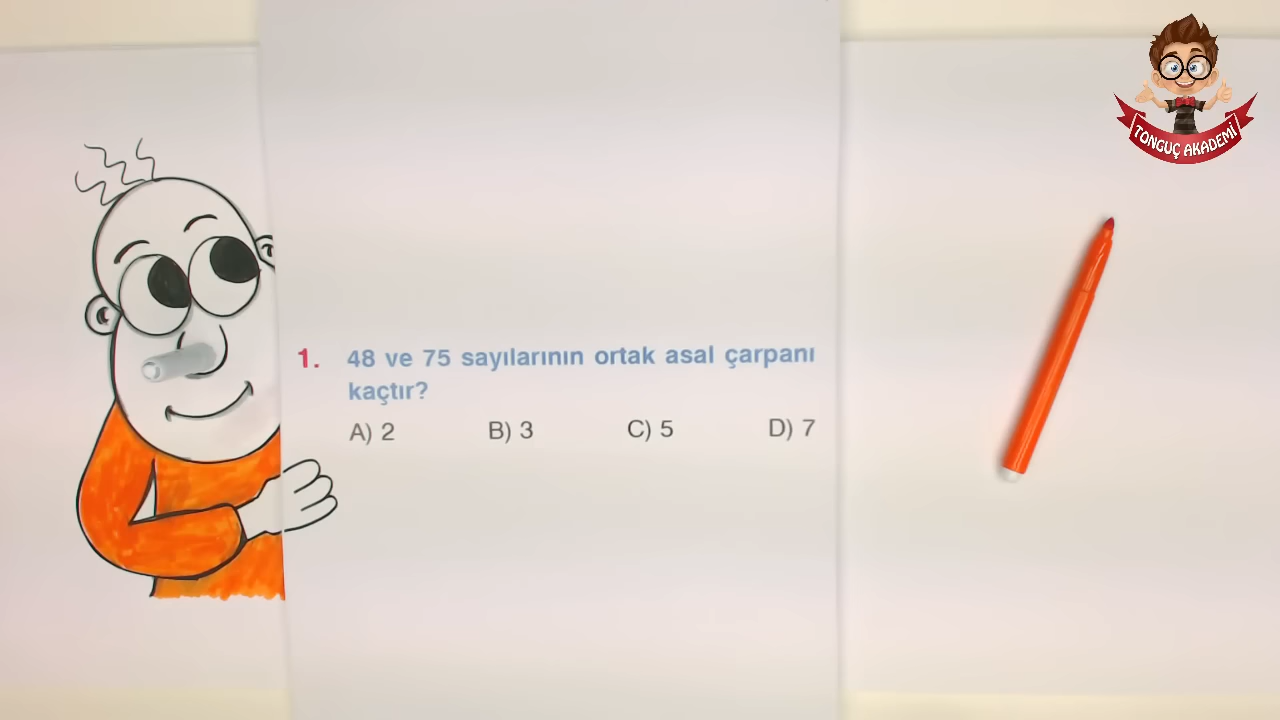 TONGUÇ AKADEMİ
1. 48 ve 75 sayılarının ortak asal çarpanı
kaçtır?
A) 2 B) 3 C) 5 D) 7